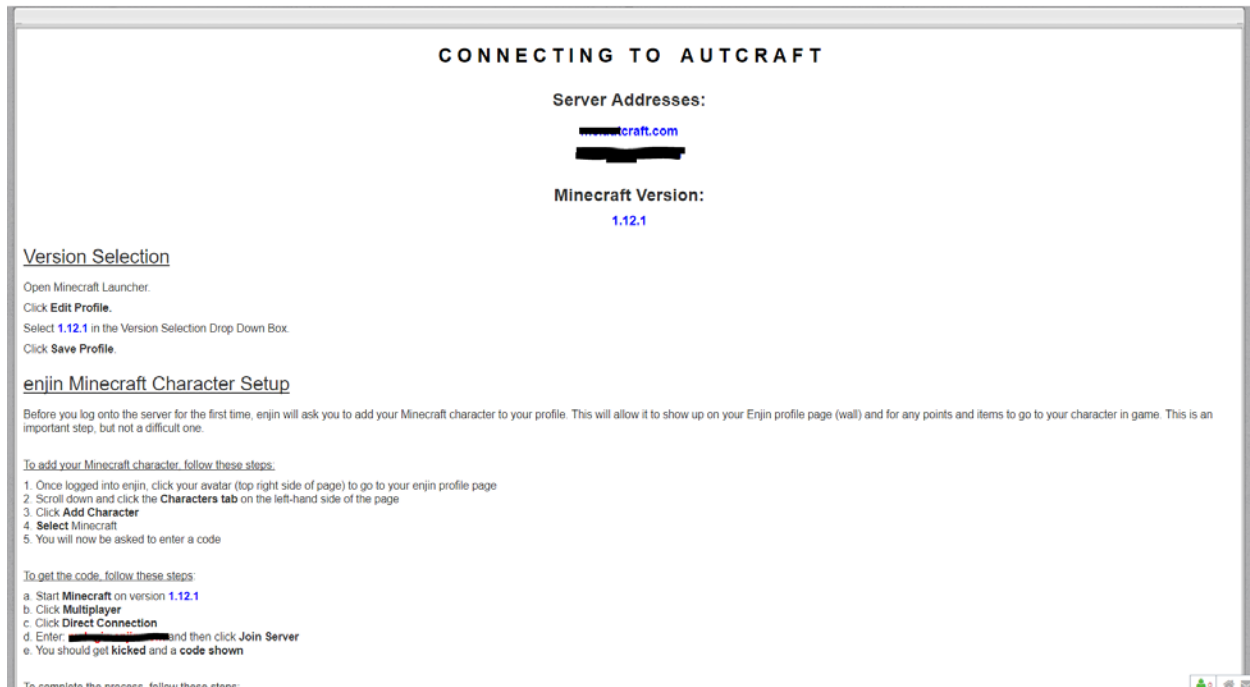 CONNECTING TO AUTCRAFT
Server Addresses:
craft.com
Minecraft Version:
1.12.1
Version Selection
Open Minecraft Launcher.
Click Edit Profile.
Select 1.12.1 in the Version Selection Drop Down Box.
Click Save Profile.
enjin Minecraft Character Setup
Before you log onto the server for the first time, enjin will ask you to add your Minecraft character to your profile. This will allow it to show up on your Enjin profile page (wall) and for any points and items to go to your character in game. This is an
important step, but not a difficult one.
To add your Minecraft character, follow these steps:
1. Once logged into enjin, click your avatar (top right side of page) to go to your enjin profile page
2. Scroll down and click the Characters tab on the left-hand side of the page
3. Click Add Character
4. Select Minecraft
5. You will now be asked to enter a code
To get the code, follow these steps:
a. Start Minecraft on version 1.12.1
b. Click Multiplayer
c. Click Direct Connection
d. Enter: and then click Join Server
e. You should get kicked and a code shown
To complete the process, follow these steps: